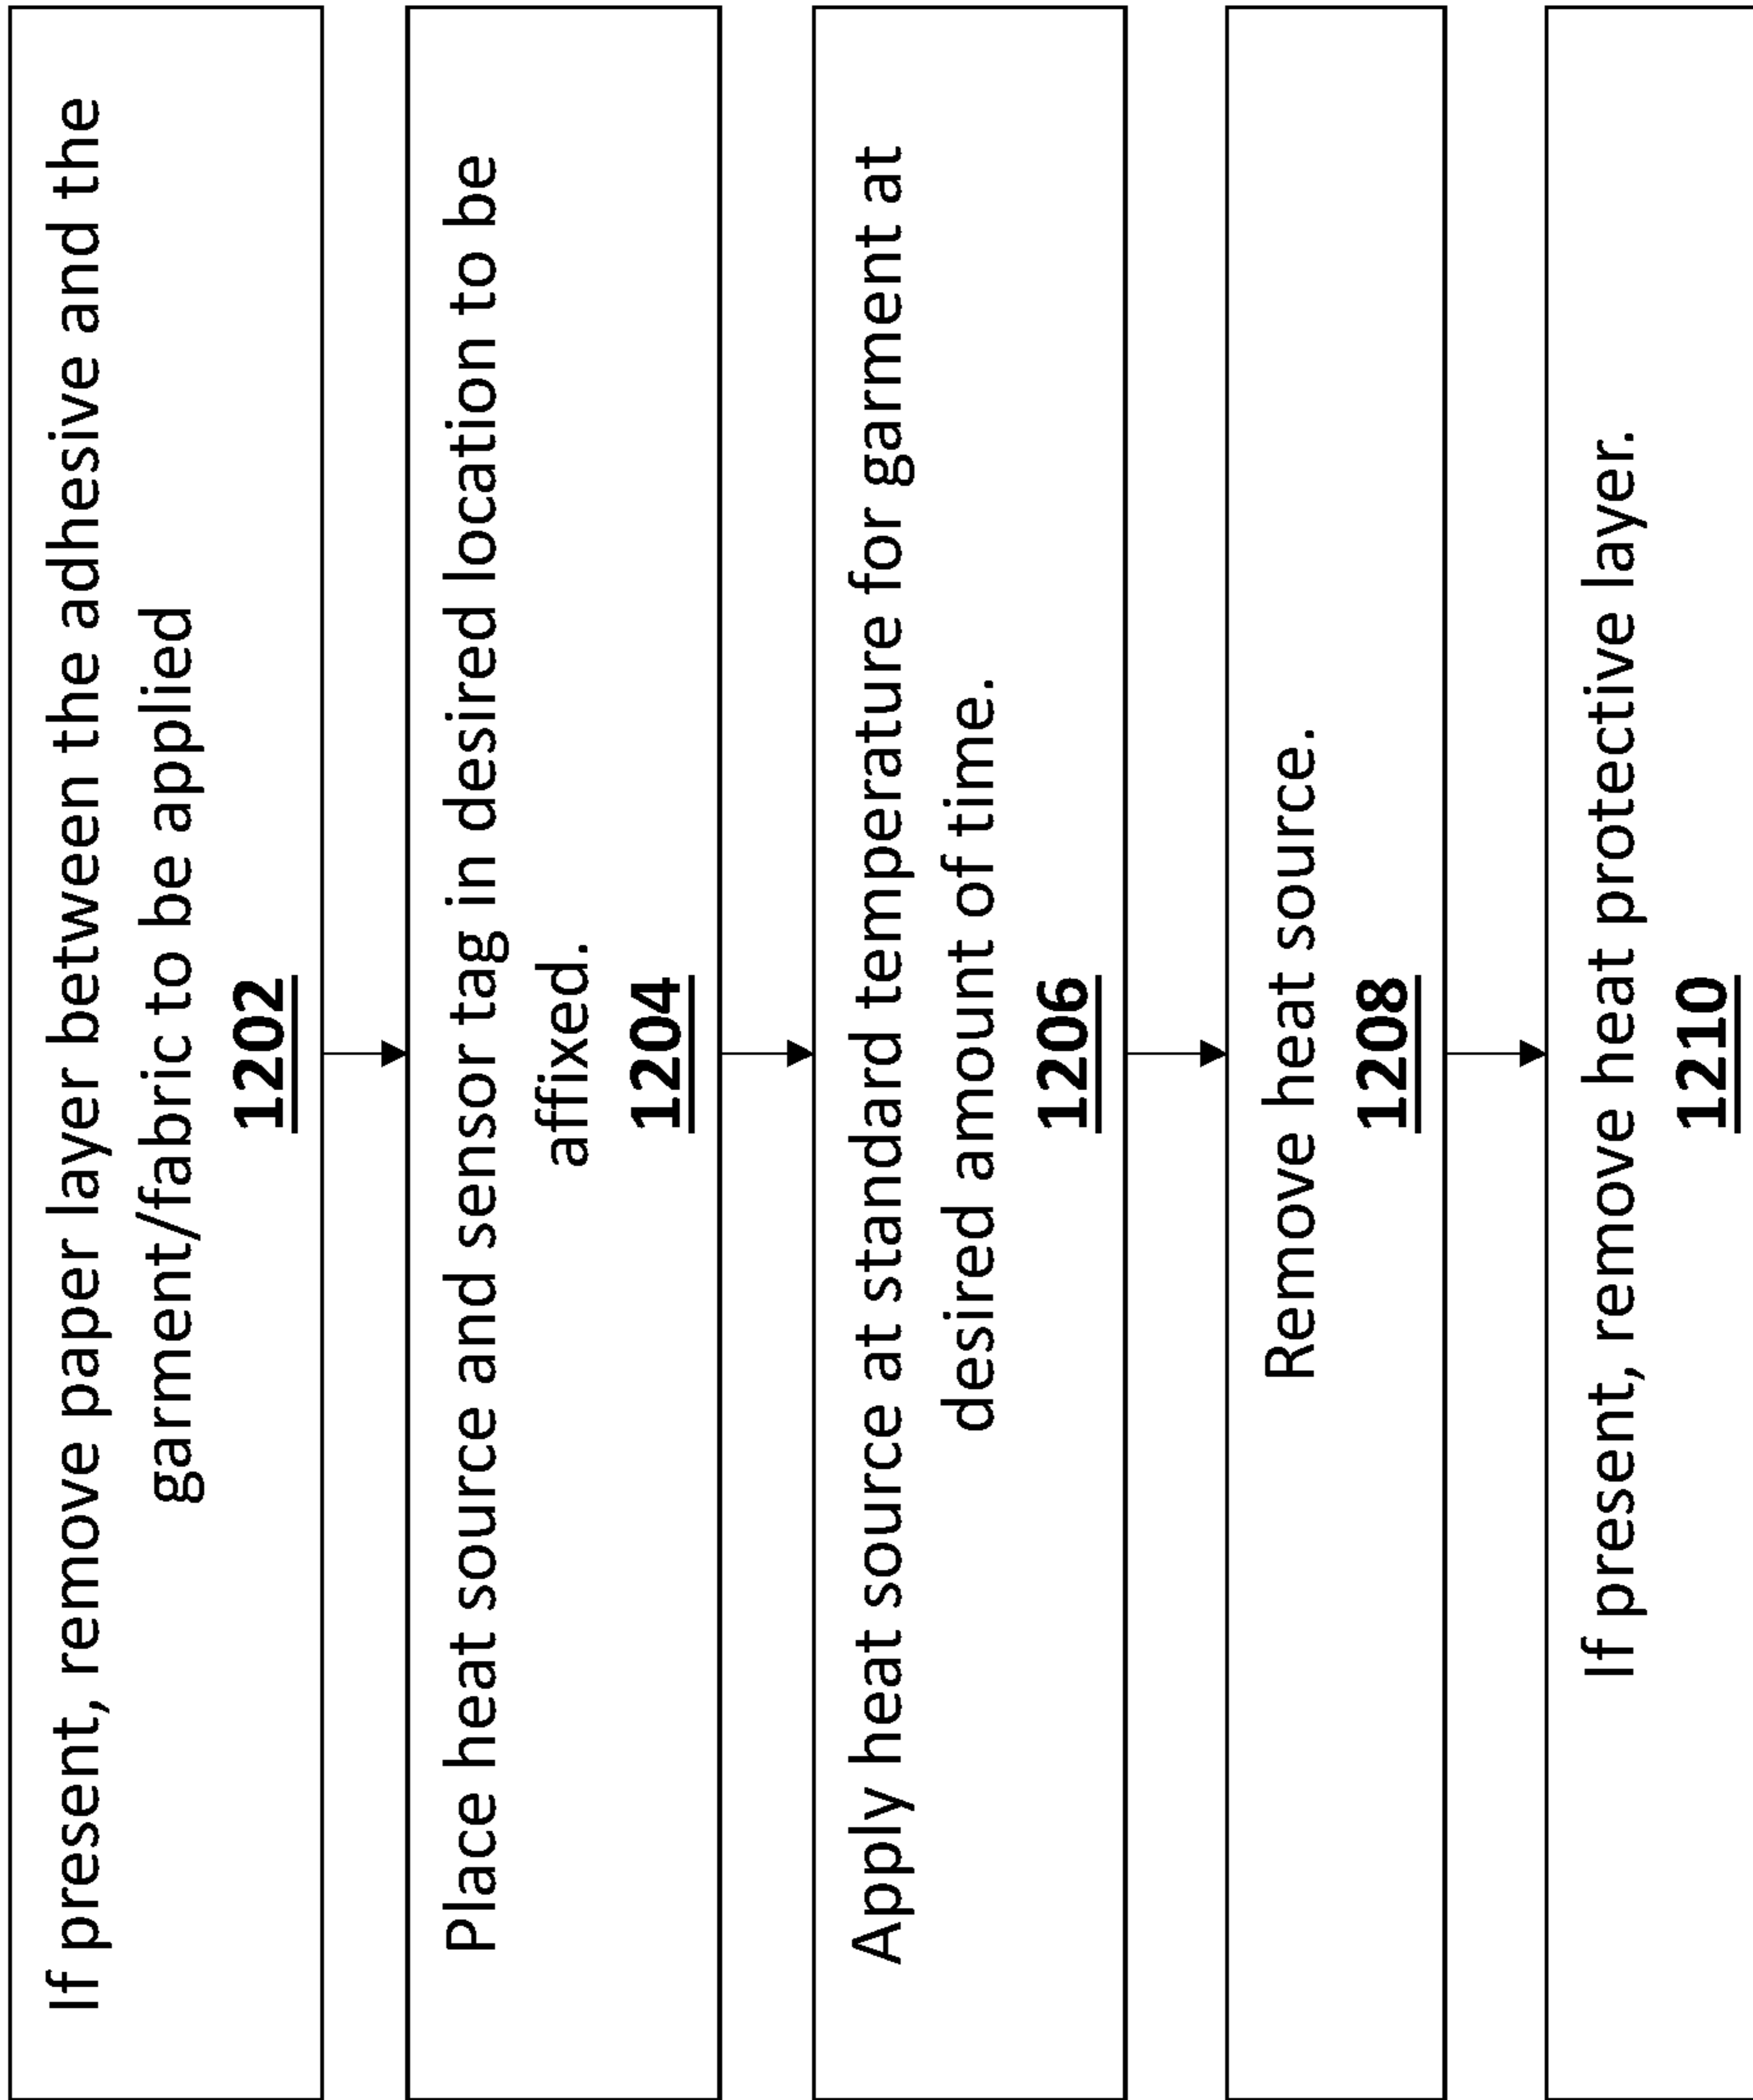 If present, remove paper layer between the adhesive and the
garment/fabric to be applied
1202
Place heat source and sensor tag in desired location to be
affixed.
1204
Apply heat source at standard temperature for garment at
desired amount of time.
1206
Remove heat source.
1208
If present, remove heat protective layer.
1210